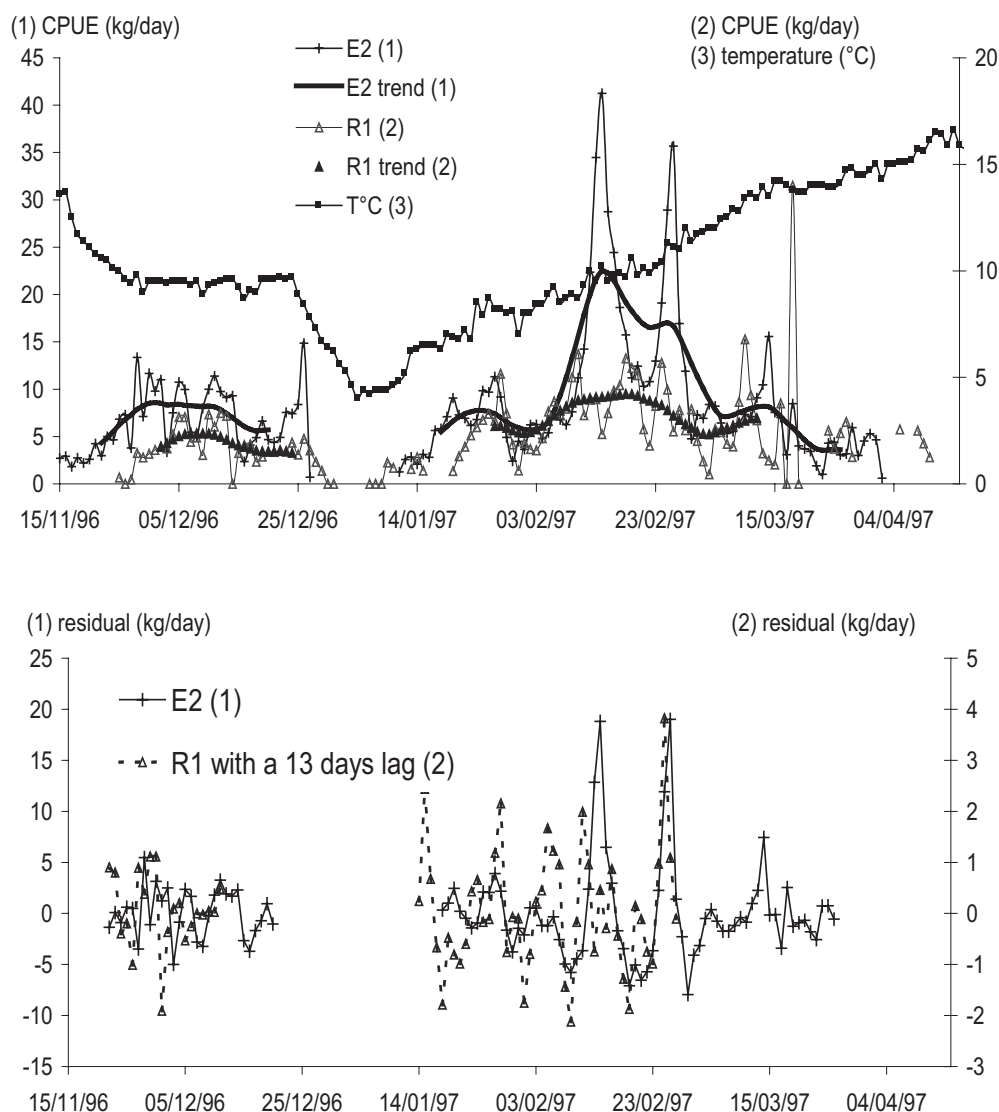 (1) CPUE (kg/day)
(2) CPUE (kg/day)
(3) temperature (°C)
E2 (1)
E2 trend (1)
R1 (2)
R1 trend (2)
T°C (3)
45
40
35
30
25
20
15
10
5
0
20
15
10
5
0
15/11/96 05/12/96 25/12/96 14/01/97 03/02/97 23/02/97 15/03/97 04/04/97
(1) residual (kg/day)
(2) residual (kg/day)
E2 (1)
R1 with a 13 days lag (2)
25
20
15
10
5
0
-5
-10
-15
5
4
3
2
1
0
-1
-2
-3
15/11/96 05/12/96 25/12/96 14/01/97 03/02/97 23/02/97 15/03/97 04/04/97